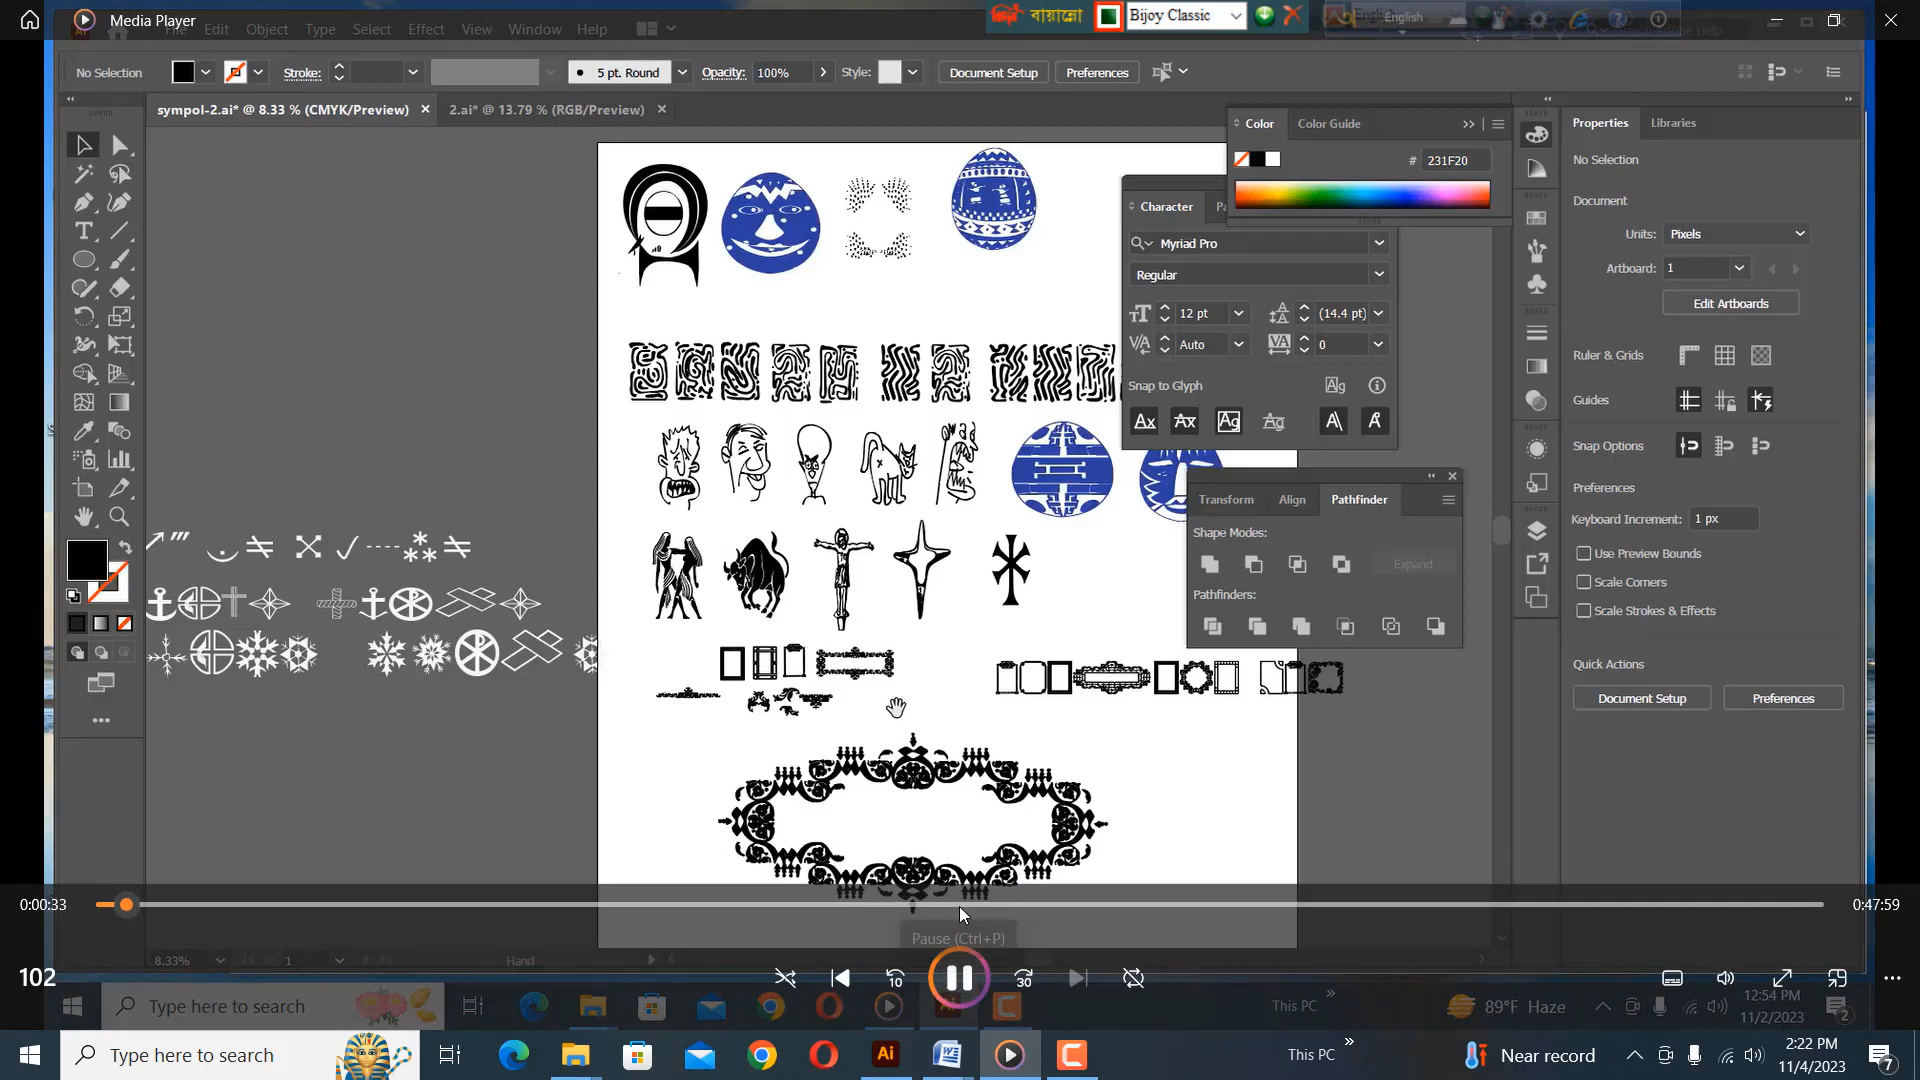 Media Player
বায়ান্নো
Bijoy Classic
English
File Edit Object Type Select Effect View Window Help
No Selection
Stroke:
5 pt. Round
Opacity: 100%
Style:
Document Setup
Preferences
sympol-2.ai* @ 8.33 % (CMYK/Preview)
2.ai* @ 13.79 % (RGB/Preview)
Color
Color Guide
# 231F20
Character
Pa
Myriad Pro
Regular
12 pt
(14.4 pt)
Auto
0
Snap to Glyph
Transform
Align
Pathfinder
Shape Modes:
Expand
Pathfinders:
Properties
Libraries
No Selection
Document
Units: Pixels
Artboard: 1
Edit Artboards
Ruler & Grids
Guides
Snap Options
Preferences
Keyboard Increment: 1 px
Use Preview Bounds
Scale Corners
Scale Strokes & Effects
Quick Actions
Document Setup
Preferences
0:00:33
0:47:59
Pause (Ctrl+P)
8.33%
1
Hand
102
10
30
Type here to search
This PC
89°F Haze
12:54 PM
11/2/2023
2
Type here to search
This PC
Near record
2:22 PM
11/4/2023
7